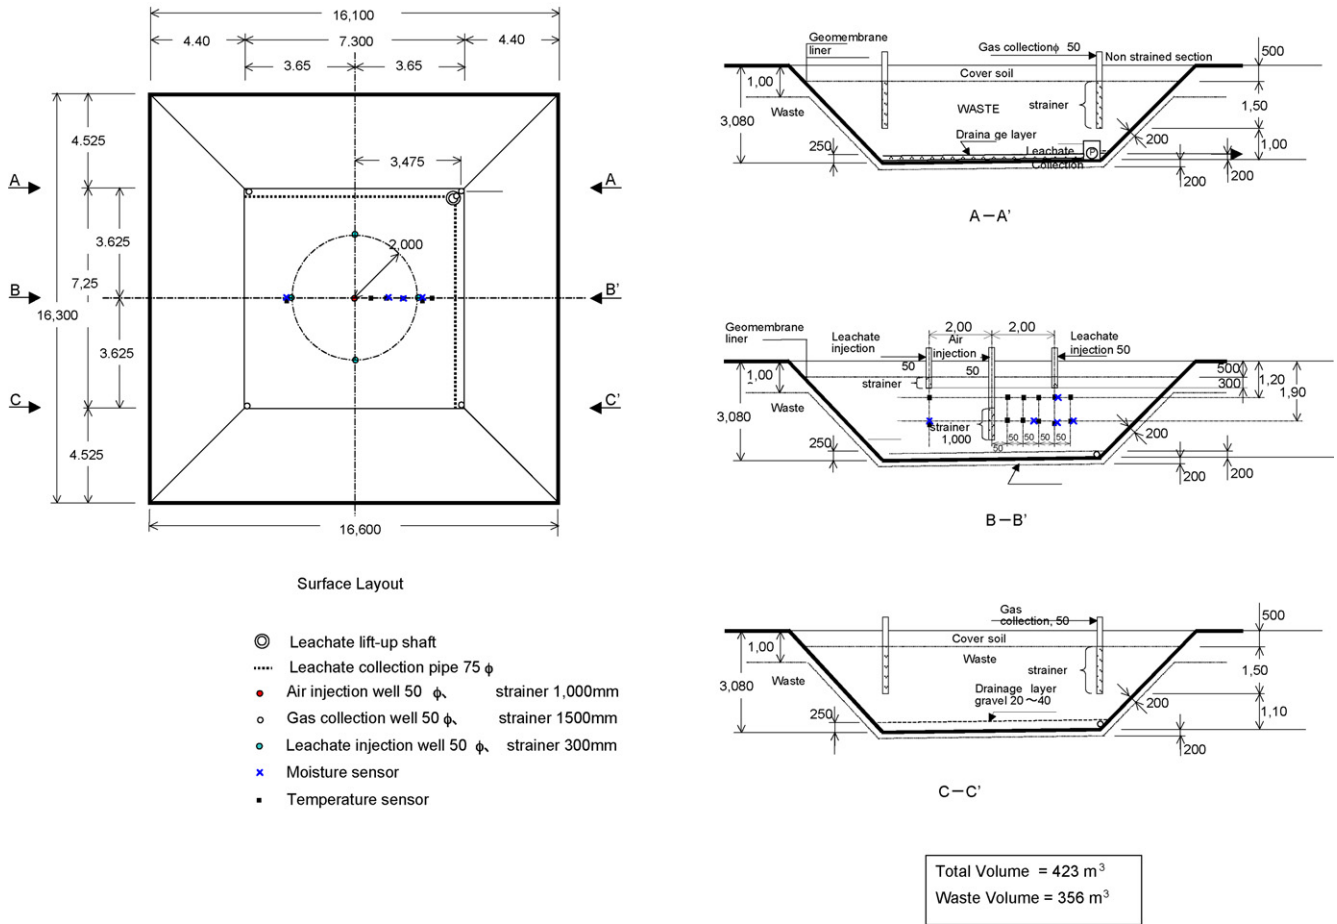 16,100
4.40
7.300
4.40
3.65
3.65
4.525
3,475
A
A
3.625
2,000
7,25
B
B'
16,300
3.625
C
C'
4.525
16,600
Surface Layout
Leachate lift-up shaft
Leachate collection pipe 75 ϕ
Air injection well 50 ϕ、 strainer 1,000mm
Gas collection well 50 ϕ、 strainer 1500mm
Leachate injection well 50 ϕ、 strainer 300mm
Moisture sensor
Temperature sensor
Geomembrane
liner
Gas collectionϕ 50
Non strained section
500
Cover soil
1,00
Waste
WASTE
strainer
1,50
3,080
Draina ge layer
250
Leachate
Collection
P
200
1,00
200
200
A－A'
Geomembrane
liner
Leachate
injection
2,00
2,00
Air
injection
Leachate
injection 50
50
50
1,00
strainer
500
300
1,20
1,90
Waste
3,080
strainer
1,000
250
50
50
50
50
50
200
200
200
B－B'
Gas
collection, 50
500
Cover soil
1,00
Waste
Waste
strainer
1,50
3,080
Drainage layer
gravel 20～40
250
200
1,10
200
C－C'
Total Volume = 423 m³
Waste Volume = 356 m³